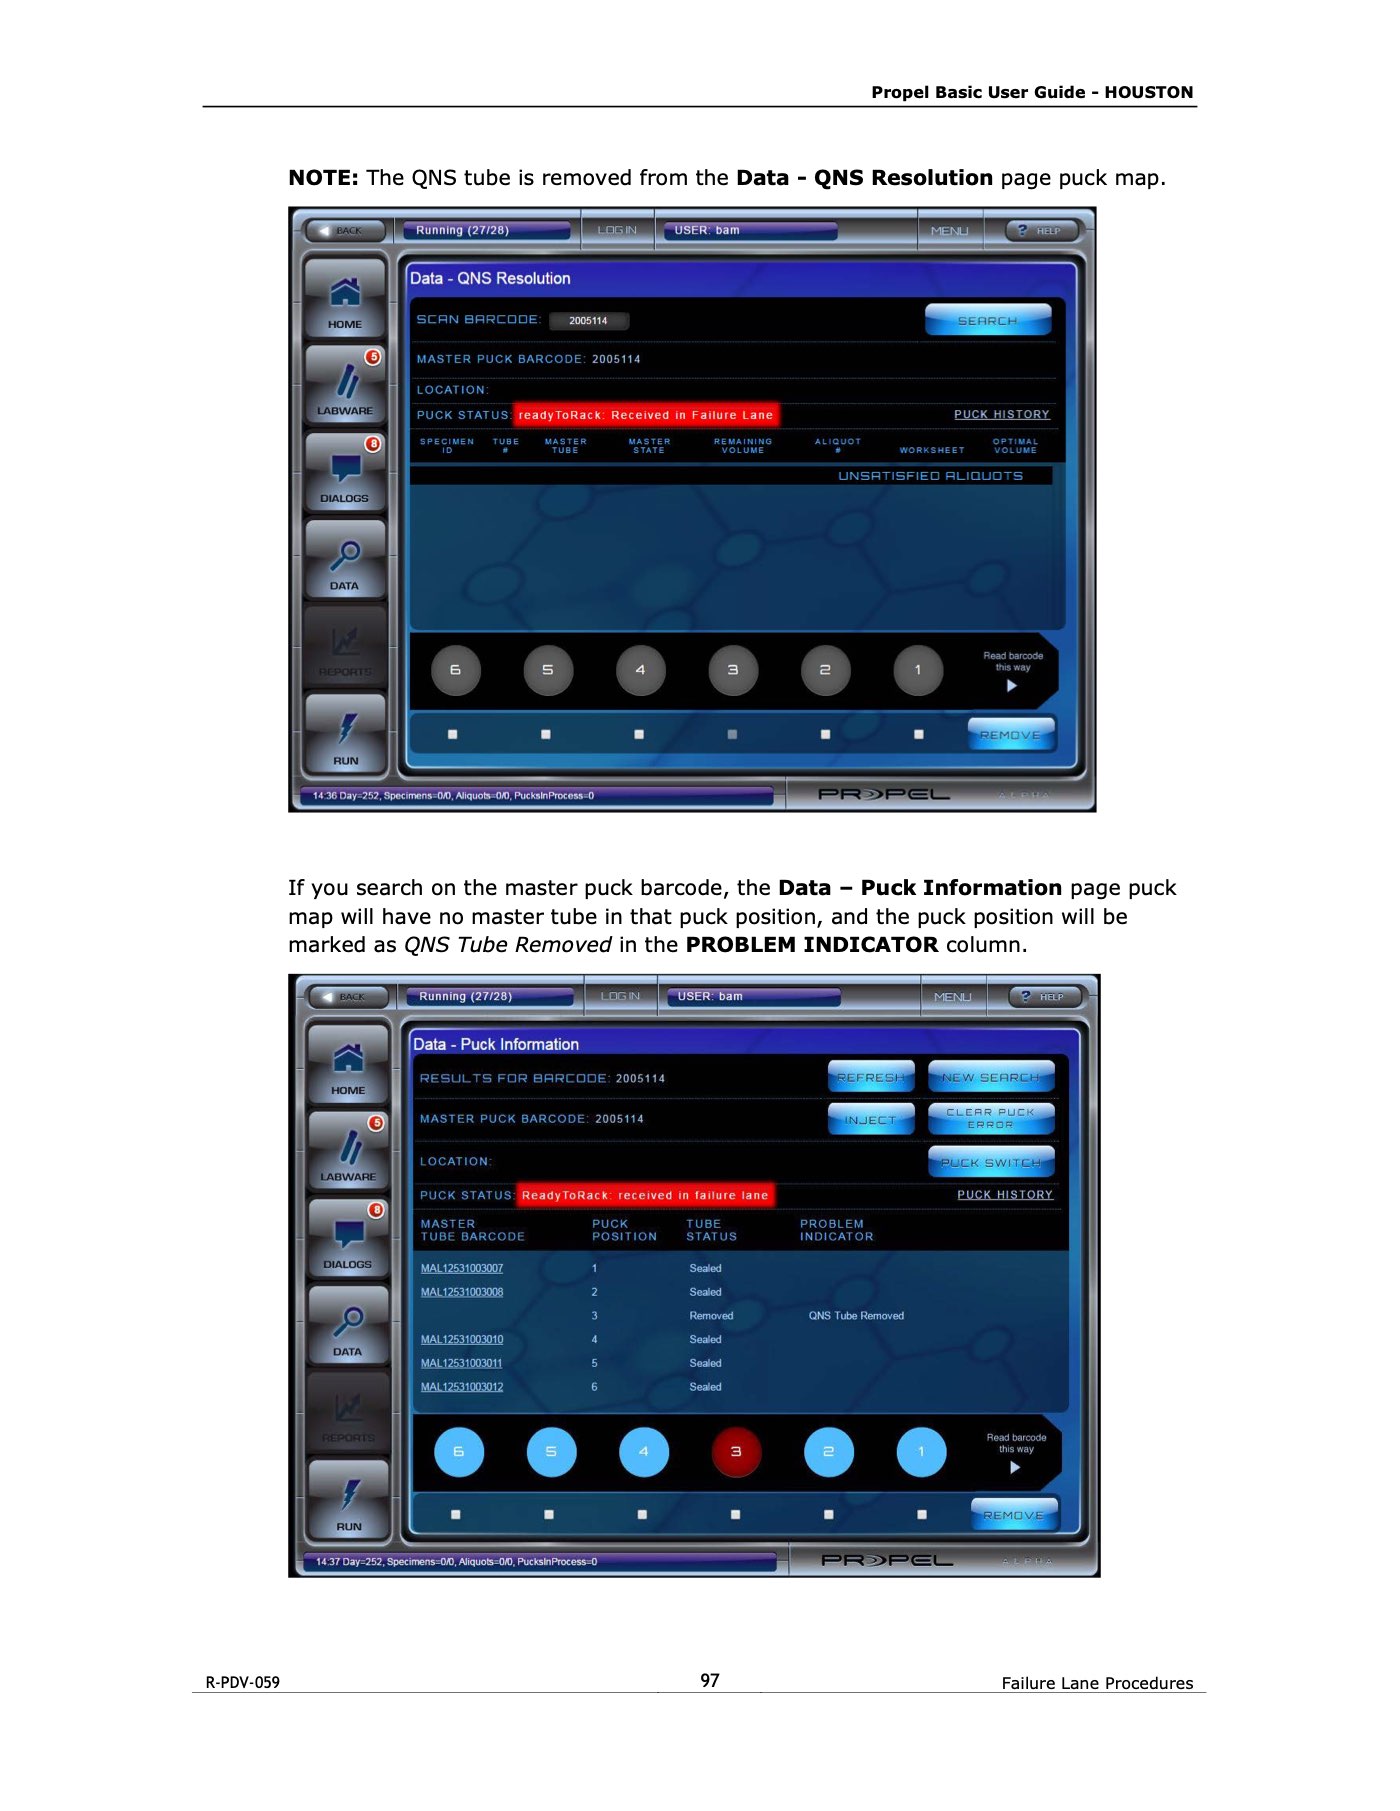 Propel Basic User Guide - HOUSTON
NOTE: The QNS tube is removed from the Data - QNS Resolution page puck map.
BACK Running (27/28) LOG IN USER: bam MENU ? HELP
Data - QNS Resolution
HOME
SCAN BARCODE: 2005114 SEARCH
5
MASTER PUCK BARCODE: 2005114
LOCATION:
LABWARE
PUCK STATUS: readyToRack: Received in Failure Lane PUCK HISTORY
8
SPECIMEN ID TUBE # MASTER TUBE MASTER STATE REMAINING VOLUME ALIQUOT # WORKSHEET OPTIMAL VOLUME
UNSATISFIED ALIQUOTS
DIALOGS
DATA
REPORTS
6 5 4 3 2 1 Read barcode this way
REMOVE
RUN
14:36 Day=252, Specimens=0/0, Aliquots=0/0, PucksInProcess=0 PROPEL ALPHA
If you search on the master puck barcode, the Data – Puck Information page puck
map will have no master tube in that puck position, and the puck position will be
marked as QNS Tube Removed in the PROBLEM INDICATOR column.
BACK Running (27/28) LOG IN USER: bam MENU ? HELP
Data - Puck Information
HOME
RESULTS FOR BARCODE: 2005114 REFRESH NEW SEARCH
5
MASTER PUCK BARCODE: 2005114 INJECT CLEAR PUCK ERROR
LOCATION: PUCK SWITCH
LABWARE
PUCK STATUS: ReadyToRack: received in failure lane PUCK HISTORY
8
MASTER TUBE BARCODE PUCK POSITION TUBE STATUS PROBLEM INDICATOR
DIALOGS
MAL12531003007 1 Sealed
MAL12531003008 2 Sealed
3 Removed QNS Tube Removed
MAL12531003010 4 Sealed
DATA
MAL12531003011 5 Sealed
MAL12531003012 6 Sealed
REPORTS
6 5 4 3 2 1 Read barcode this way
REMOVE
RUN
14:37 Day=252, Specimens=0/0, Aliquots=0/0, PucksInProcess=0 PROPEL ALPHA
R-PDV-059 97 Failure Lane Procedures